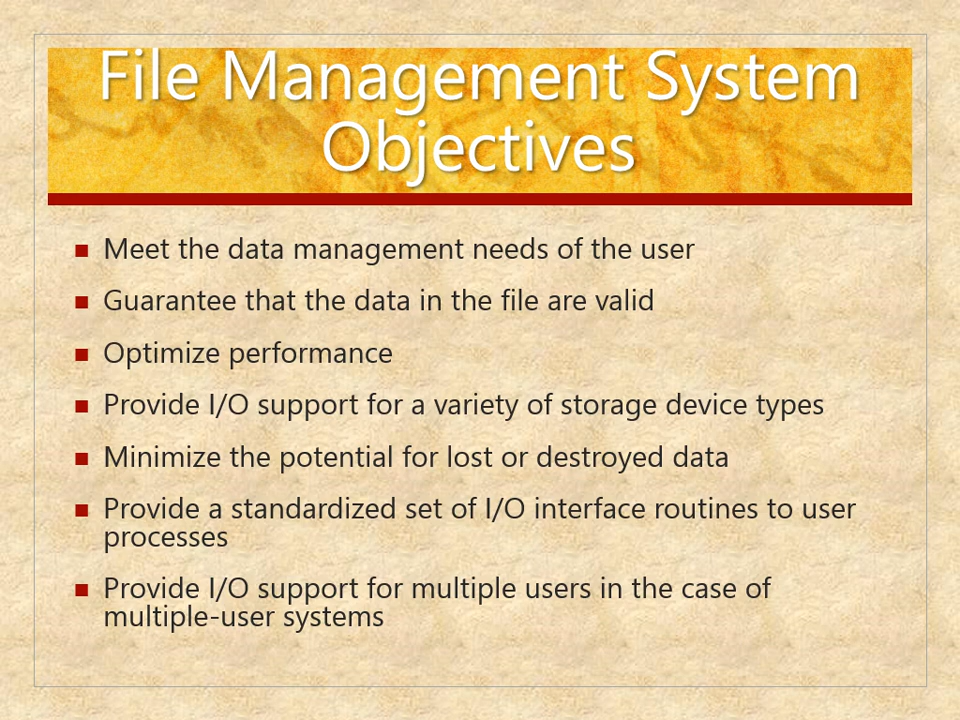 File Management System
Objectives
Meet the data management needs of the user
Guarantee that the data in the file are valid
Optimize performance
Provide I/O support for a variety of storage device types
Minimize the potential for lost or destroyed data
Provide a standardized set of I/O interface routines to user
processes
Provide I/O support for multiple users in the case of
multiple-user systems